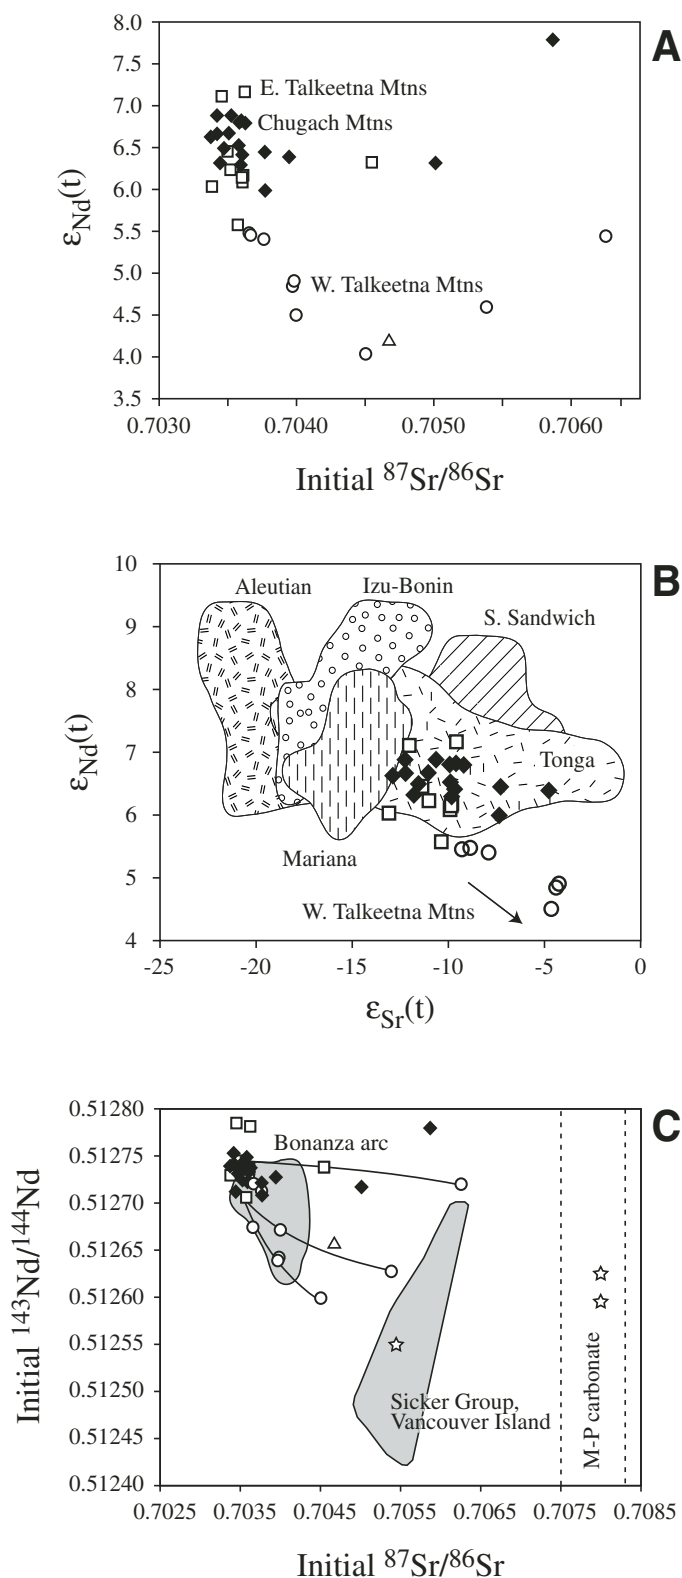 8.0
A
7.5
E. Talkeetna Mtns
7.0
Chugach Mtns
6.5
6.0
εNd(t)
5.5
5.0
W. Talkeetna Mtns
4.5
4.0
3.5
0.7030 0.7040 0.7050 0.7060
Initial ⁸⁷Sr/⁸⁶Sr
10
B
Aleutian Izu-Bonin
9
S. Sandwich
8
εNd(t)
7
Tonga
6
Mariana
5
W. Talkeetna Mtns
4
-25 -20 -15 -10 -5 0
εSr(t)
0.51280
C
Bonanza arc
0.51275
0.51270
0.51265
Initial ¹⁴³Nd/¹⁴⁴Nd
0.51260
0.51255
0.51250
Sicker Group,
Vancouver Island
M-P carbonate
0.51245
0.51240
0.7025 0.7035 0.7045 0.7055 0.7065 0.7075 0.7085
Initial ⁸⁷Sr/⁸⁶Sr